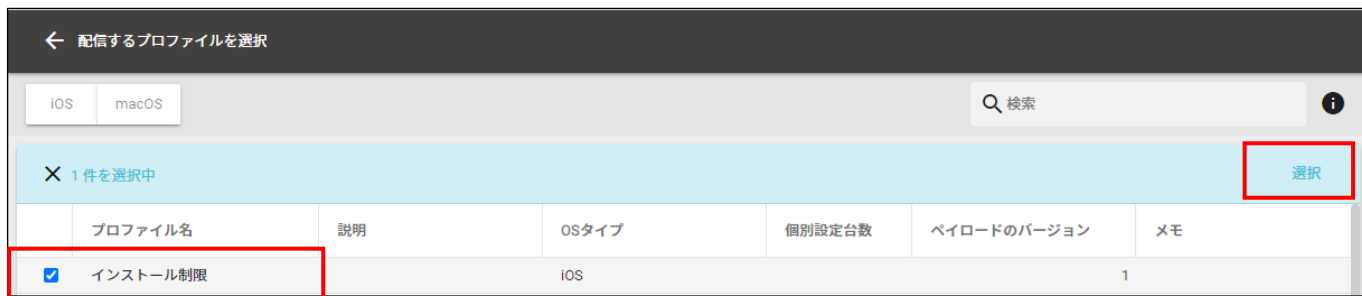 配信するプロファイルを選択
iOS macOS 検索
1 件を選択中 選択
プロファイル名 説明 OSタイプ 個別設定台数 ペイロードのバージョン メモ
インストール制限 iOS 1